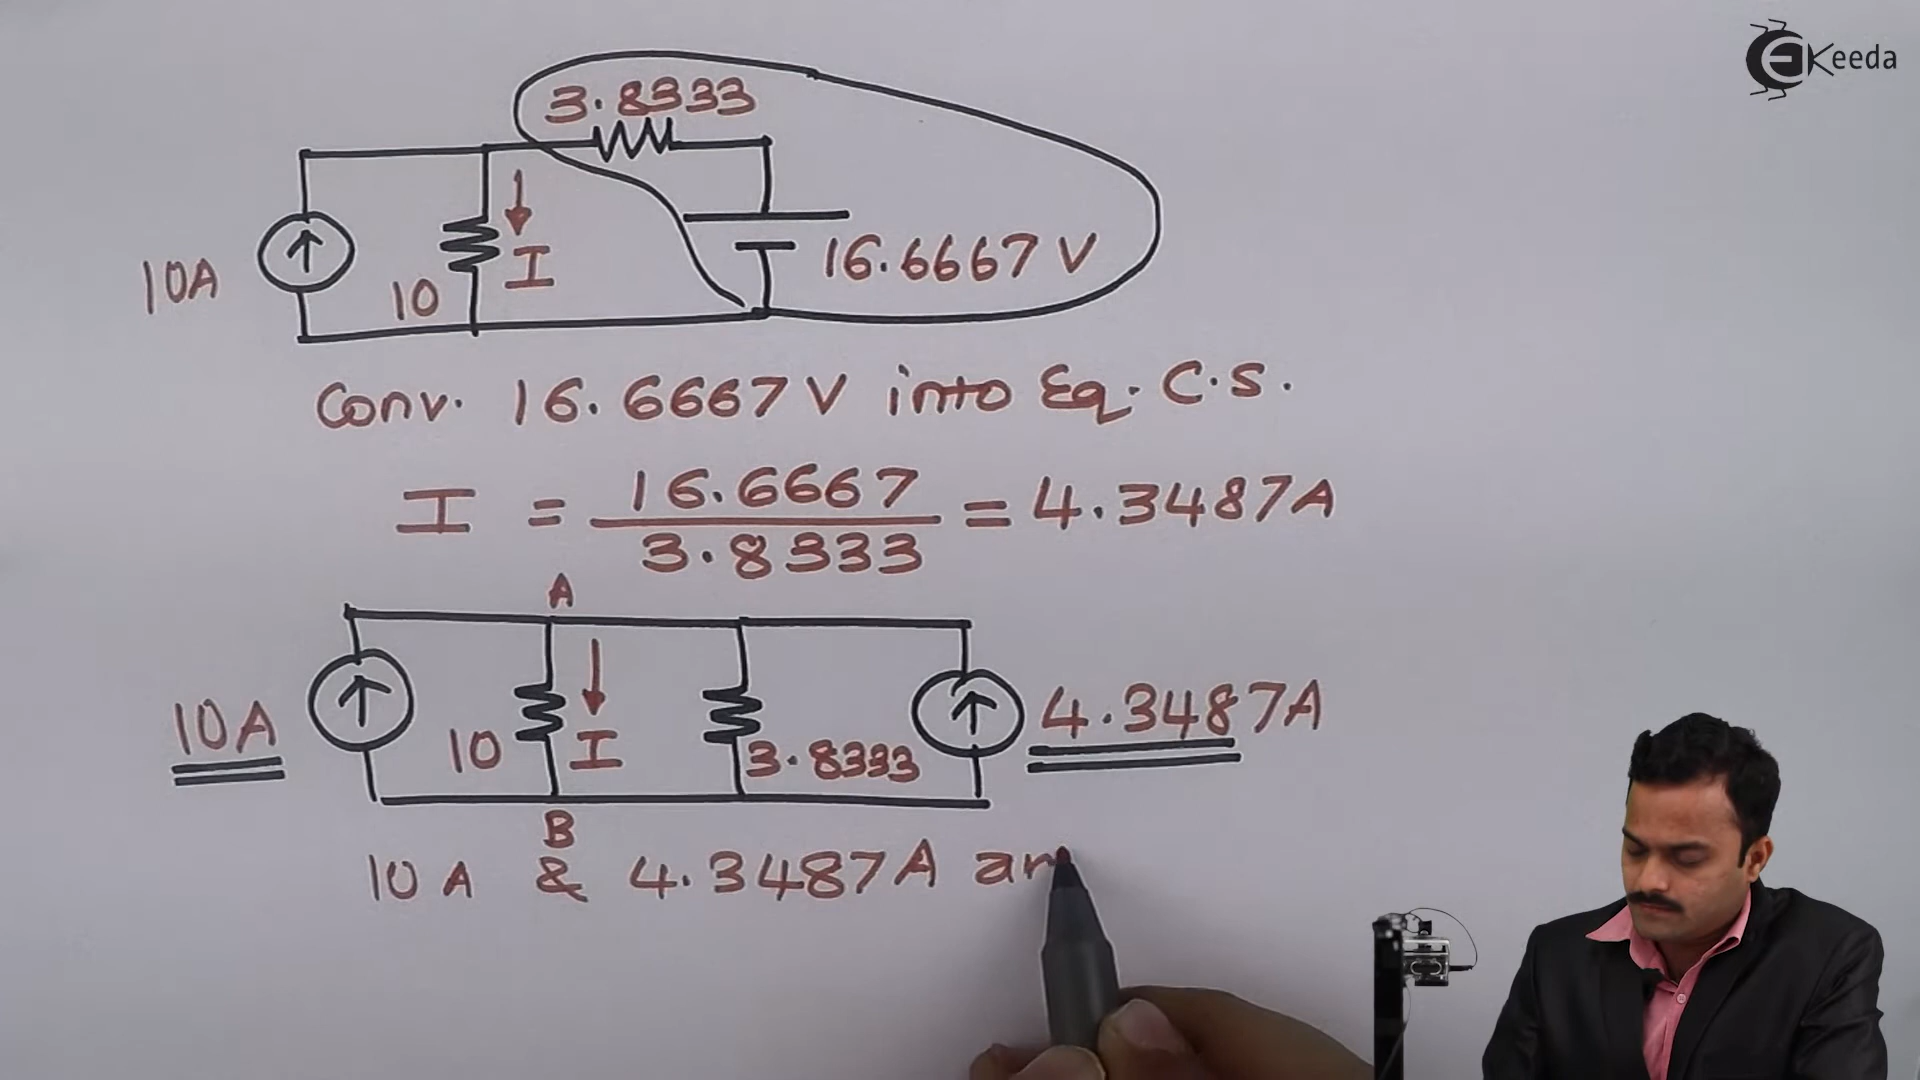 Keeda
3.8333
10A
10
I
16.6667 V
Conv. 16.6667 V into Eq. C.S.
I = 16.6667 / 3.8333 = 4.3487A
A
10A
10
I
3.8333
4.3487A
B
10 A & 4.3487A ar